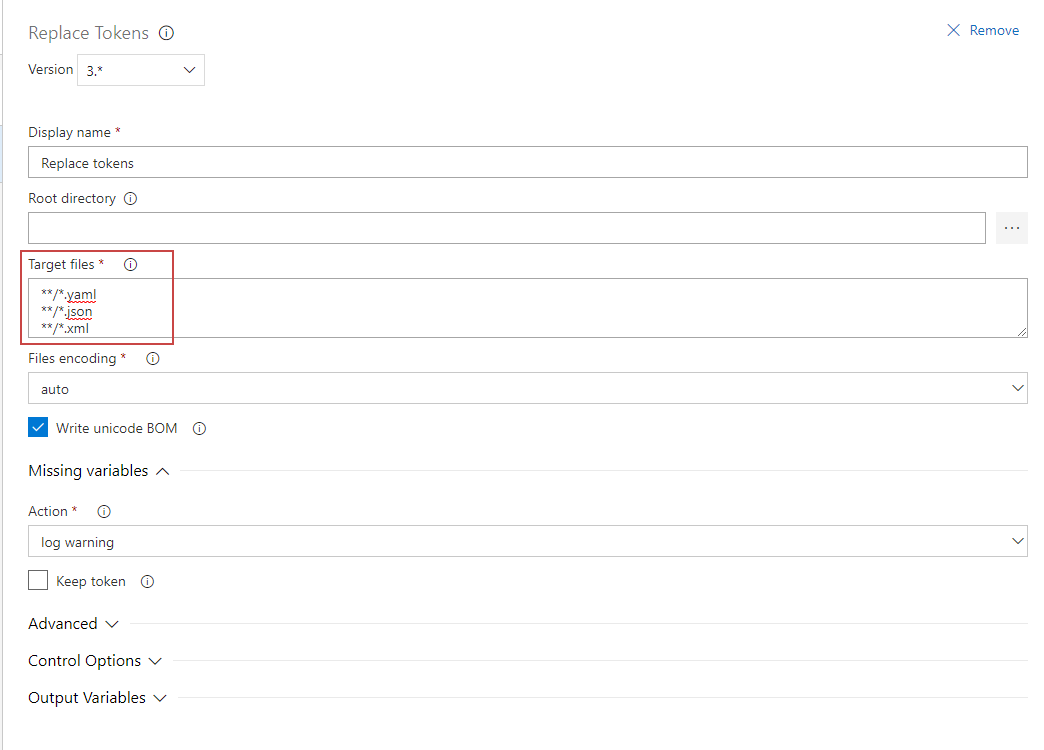 Replace Tokens
Remove
Version 3.*
Display name *
Replace tokens
Root directory
...
Target files *
**/*.yaml
**/*.json
**/*.xml
Files encoding *
auto
Write unicode BOM
Missing variables
Action *
log warning
Keep token
Advanced
Control Options
Output Variables